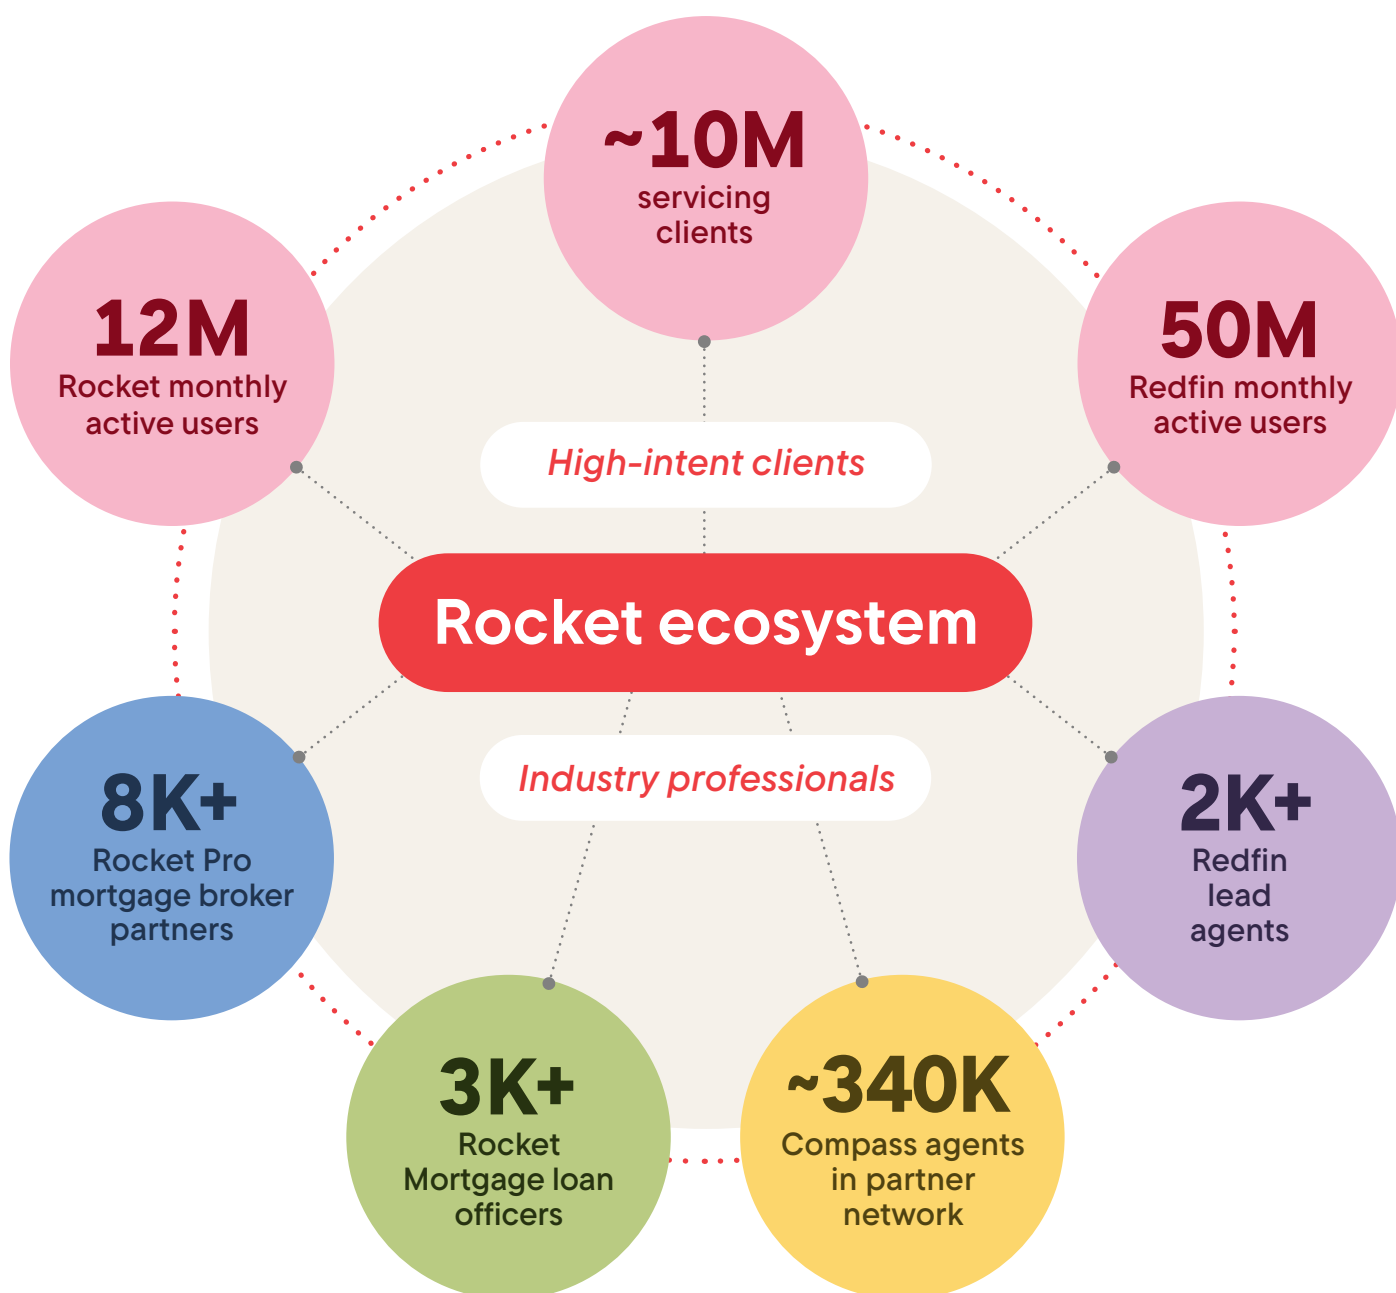 ~10M
servicing
clients
12M
Rocket monthly
active users
50M
Redfin monthly
active users
High-intent clients
Rocket ecosystem
Industry professionals
8K+
Rocket Pro
mortgage broker
partners
2K+
Redfin
lead
agents
3K+
Rocket
Mortgage loan
officers
~340K
Compass agents
in partner
network